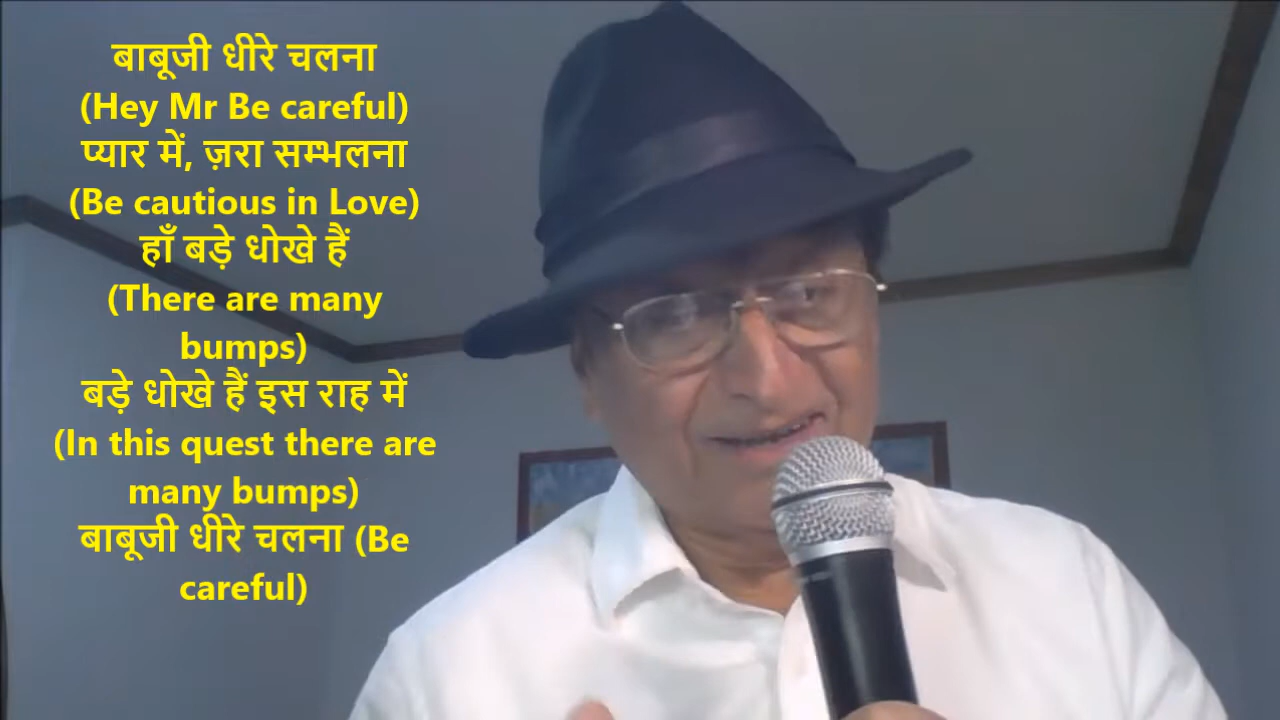 बाबूजी धीरे चलना
(Hey Mr Be careful)
प्यार में, ज़रा सम्भलना
(Be cautious in Love)
हाँ बड़े धोखे हैं
(There are many
bumps)
बड़े धोखे हैं इस राह में
(In this quest there are
many bumps)
बाबूजी धीरे चलना (Be
careful)